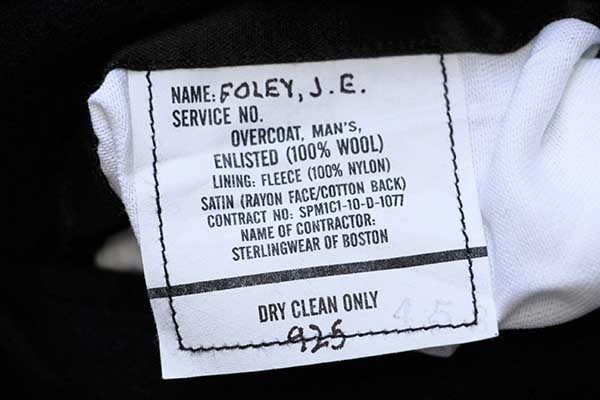 NAME: FOLEY, J.E.
SERVICE NO.
OVERCOAT, MAN'S,
ENLISTED (100% WOOL)
LINING: FLEECE (100% NYLON)
SATIN (RAYON FACE/COTTON BACK)
CONTRACT NO: SPM1C1-10-D-1077
NAME OF CONTRACTOR:
STERLINGWEAR OF BOSTON
DRY CLEAN ONLY
925